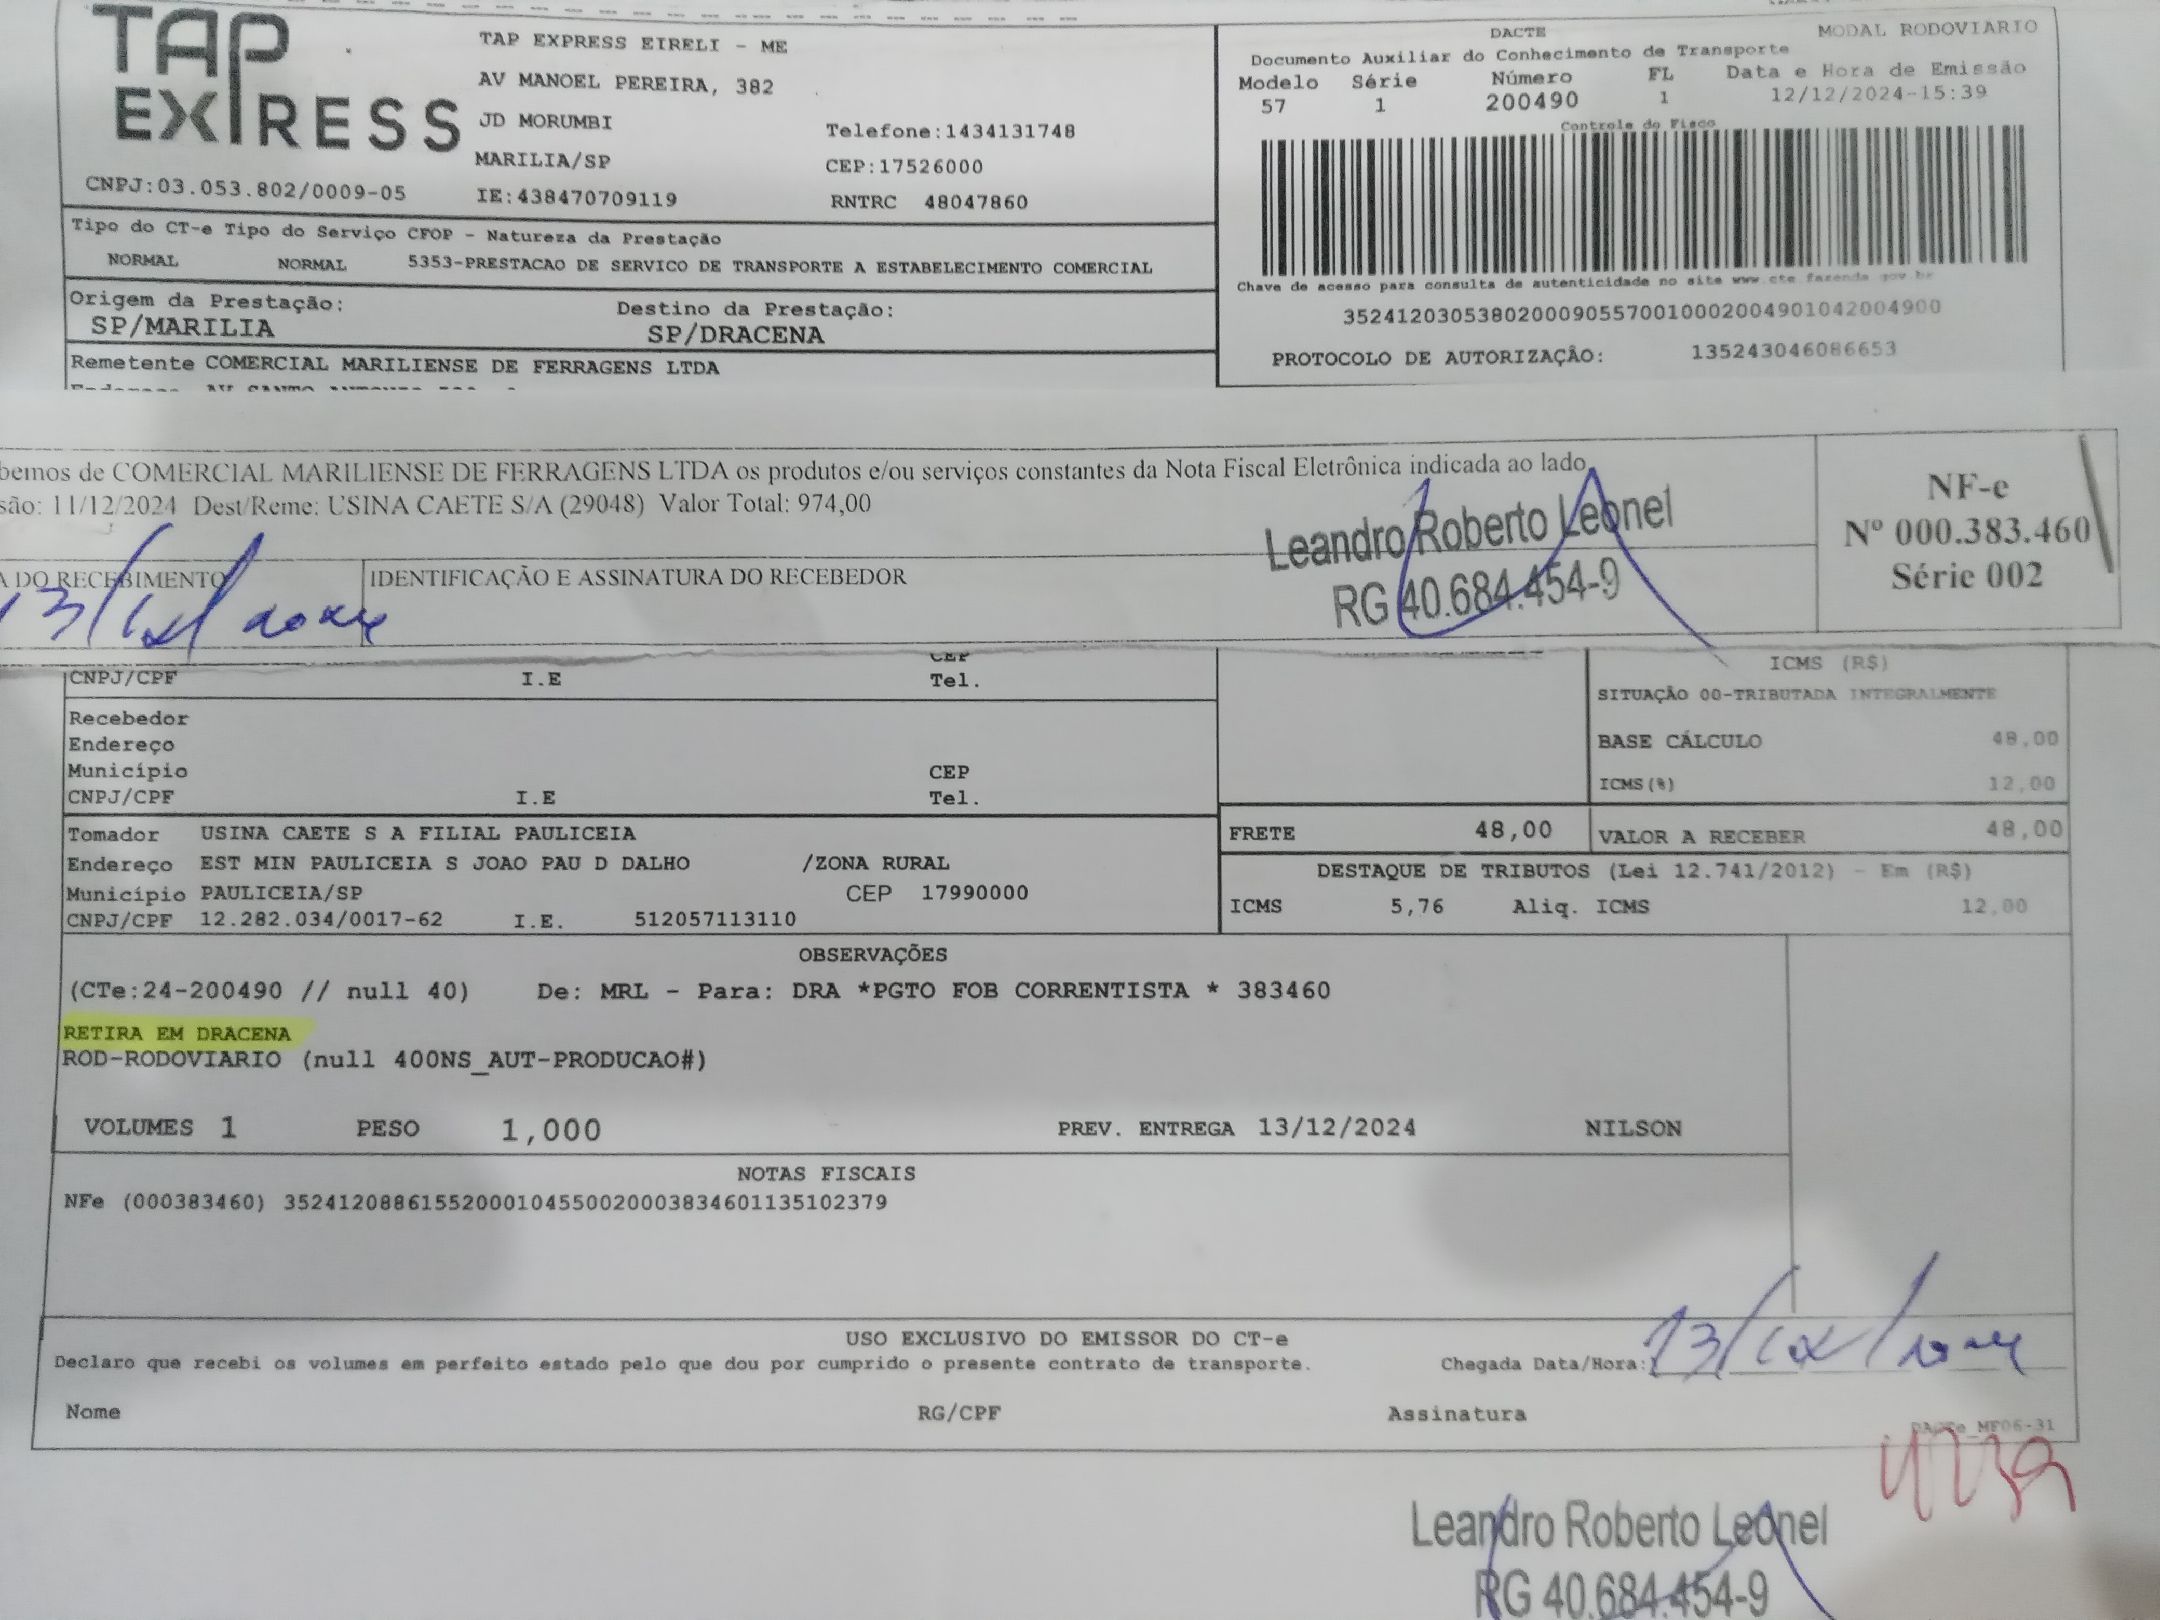 TAP
EXPRESS
TAP EXPRESS EIRELI - ME
AV MANOEL PEREIRA, 382
JD MORUMBI
Telefone:1434131748
MARILIA/SP
CEP:17526000
CNPJ:03.053.802/0009-05
IE:438470709119
RNTRC 48047860
DACTE
MODAL RODOVIARIO
Documento Auxiliar do Conhecimento de Transporte
Modelo Série Número FL Data e Hora de Emissão
57 1 200490 1 12/12/2024-15:39
Controle do Fisco
Chave de acesso para consulta de autenticidade no site www.cte.fazenda.gov.br
35241203053802000905570010002004901042004900
PROTOCOLO DE AUTORIZAÇÃO: 135243046086653
Tipo do CT-e Tipo do Serviço CFOP - Natureza da Prestação
NORMAL NORMAL 5353-PRESTACAO DE SERVICO DE TRANSPORTE A ESTABELECIMENTO COMERCIAL
Origem da Prestação: Destino da Prestação:
SP/MARILIA SP/DRACENA
Remetente COMERCIAL MARILIENSE DE FERRAGENS LTDA
bemos de COMERCIAL MARILIENSE DE FERRAGENS LTDA os produtos e/ou serviços constantes da Nota Fiscal Eletrônica indicada ao lado
são: 11/12/2024 Dest/Reme: USINA CAETE S/A (29048) Valor Total: 974,00
A DO RECEBIMENTO
13/12/2024
IDENTIFICAÇÃO E ASSINATURA DO RECEBEDOR
Leandro Roberto Leonel
RG 40.684.454-9
NF-e
Nº 000.383.460
Série 002
CEP
CNPJ/CPF I.E Tel.
Recebedor
Endereço
Município CEP
CNPJ/CPF I.E Tel.
ICMS (R$)
SITUAÇÃO 00-TRIBUTADA INTEGRALMENTE
BASE CÁLCULO 48,00
ICMS(%) 12,00
Tomador USINA CAETE S A FILIAL PAULICEIA
Endereço EST MIN PAULICEIA S JOAO PAU D DALHO /ZONA RURAL
Município PAULICEIA/SP CEP 17990000
CNPJ/CPF 12.282.034/0017-62 I.E. 512057113110
FRETE 48,00 VALOR A RECEBER 48,00
DESTAQUE DE TRIBUTOS (Lei 12.741/2012) - Em (R$)
ICMS 5,76 Aliq. ICMS 12,00
OBSERVAÇÕES
(CTe:24-200490 // null 40) De: MRL - Para: DRA *PGTO FOB CORRENTISTA * 383460
RETIRA EM DRACENA
ROD-RODOVIARIO (null 400NS_AUT-PRODUCAO#)
VOLUMES 1 PESO 1,000 PREV. ENTREGA 13/12/2024 NILSON
NOTAS FISCAIS
NFe (000383460) 35241208861552000104550020003834601135102379
USO EXCLUSIVO DO EMISSOR DO CT-e
Declaro que recebi os volumes em perfeito estado pelo que dou por cumprido o presente contrato de transporte. Chegada Data/Hora: 13/12/2024
Nome RG/CPF Assinatura
DACTe_MF06-31
Leandro Roberto Leonel
RG 40.684.454-9